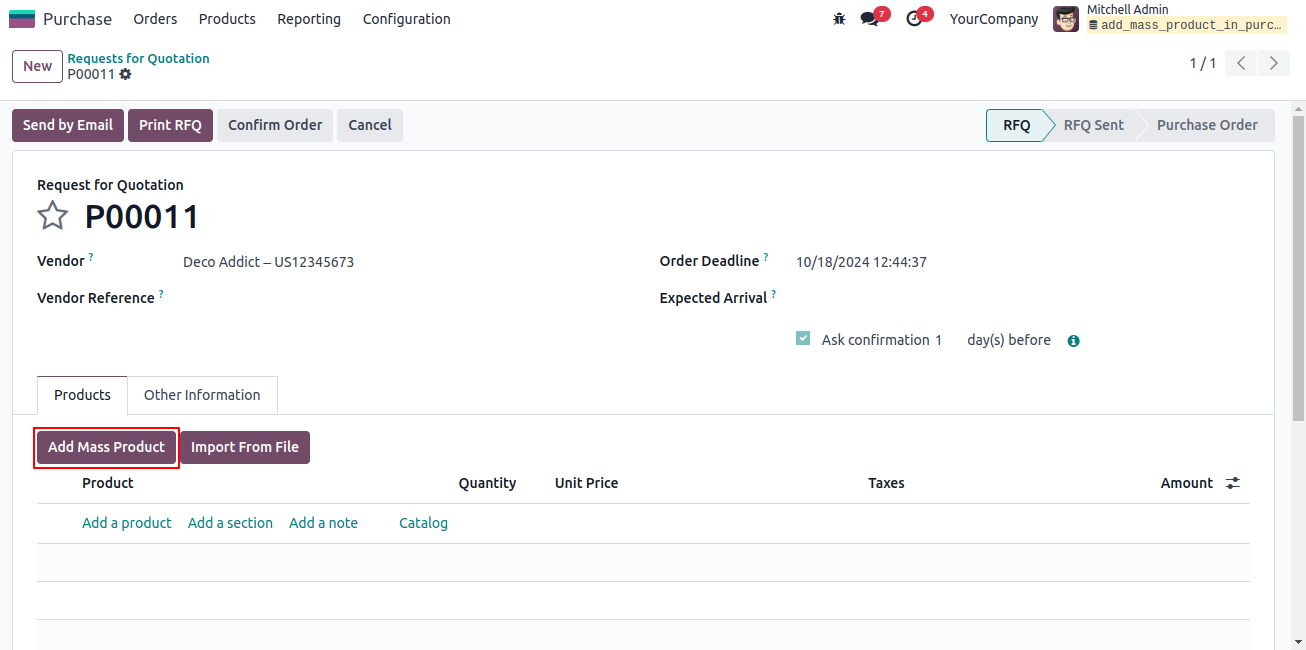 Purchase Orders Products Reporting Configuration 7 4 YourCompany Mitchell Admin
add_mass_product_in_purc…
New Requests for Quotation
P00011 1 / 1
Send by Email Print RFQ Confirm Order Cancel RFQ RFQ Sent Purchase Order
Request for Quotation
P00011
Vendor ? Deco Addict – US12345673 Order Deadline ? 10/18/2024 12:44:37
Vendor Reference ? Expected Arrival ?
Ask confirmation 1 day(s) before
Products Other Information
Add Mass Product Import From File
Product Quantity Unit Price Taxes Amount
Add a product Add a section Add a note Catalog